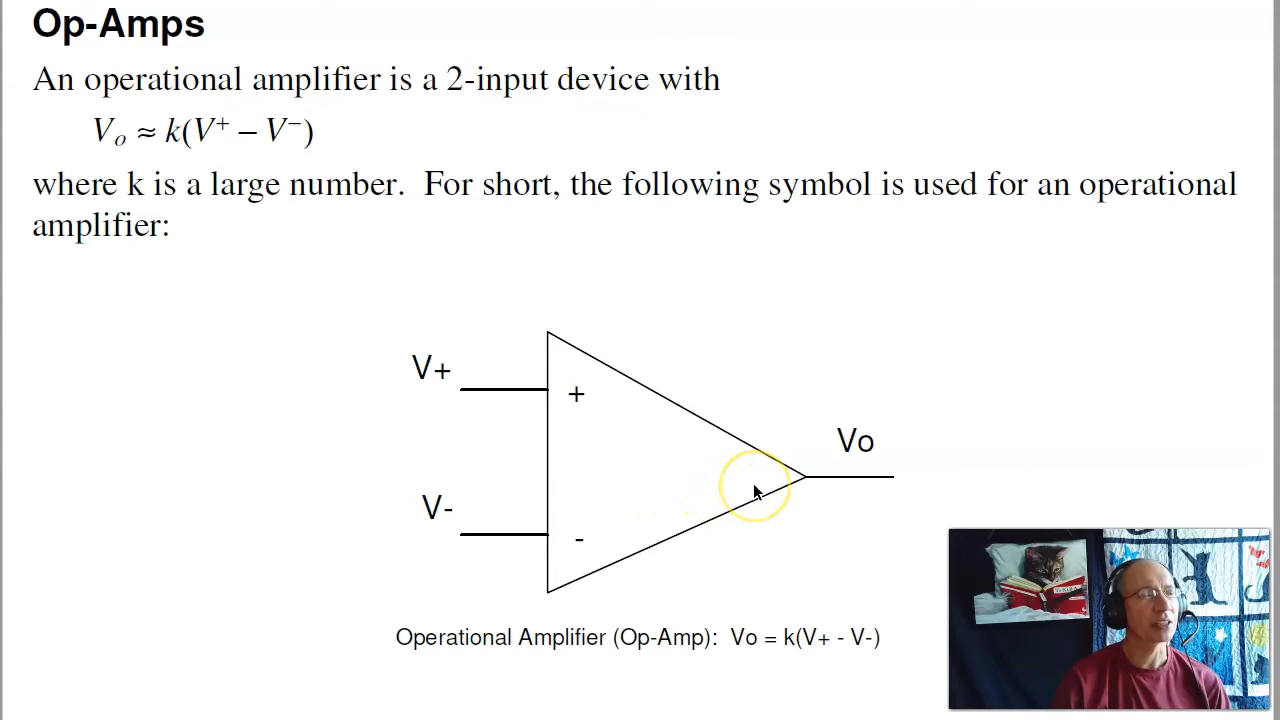 Op-Amps
An operational amplifier is a 2-input device with
Vₒ ≈ k(V⁺ – V⁻)
where k is a large number.  For short, the following symbol is used for an operational
amplifier:
V+
+
Vo
V-
-
Operational Amplifier (Op-Amp):  Vo = k(V+ - V-)